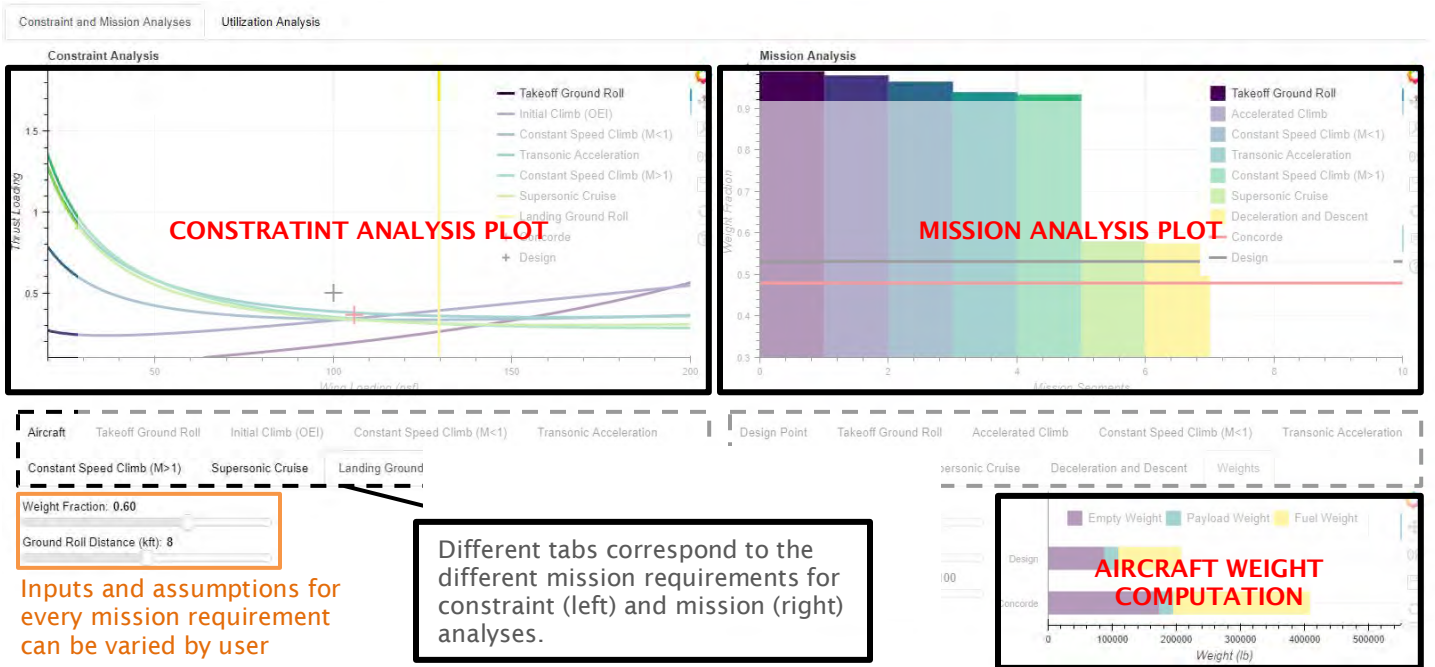 Constraint and Mission Analyses Utilization Analysis
Constraint Analysis
Takeoff Ground Roll
Initial Climb (OEI)
Constant Speed Climb (M<1)
Transonic Acceleration
Constant Speed Climb (M>1)
Supersonic Cruise
Landing Ground Roll
Concorde
Design
CONSTRATINT ANALYSIS PLOT
Thrust Loading
1.5
1
0.5
50 100 150 200
Wing Loading (psf)
Mission Analysis
Takeoff Ground Roll
Accelerated Climb
Constant Speed Climb (M<1)
Transonic Acceleration
Constant Speed Climb (M>1)
Supersonic Cruise
Deceleration and Descent
Concorde
Design
MISSION ANALYSIS PLOT
Weight Fraction
0.9
0.8
0.7
0.6
0.5
0.4
0.3
0 2 4 6 8 10
Mission Segments
Aircraft Takeoff Ground Roll Initial Climb (OEI) Constant Speed Climb (M<1) Transonic Acceleration
Constant Speed Climb (M>1) Supersonic Cruise Landing Ground
Design Point Takeoff Ground Roll Accelerated Climb Constant Speed Climb (M<1) Transonic Acceleration
personic Cruise Deceleration and Descent Weights
Weight Fraction: 0.60
Ground Roll Distance (kft): 8
Inputs and assumptions for
every mission requirement
can be varied by user
Different tabs correspond to the
different mission requirements for
constraint (left) and mission (right)
analyses.
00
Empty Weight Payload Weight Fuel Weight
Design
Concorde
AIRCRAFT WEIGHT
COMPUTATION
0 100000 200000 300000 400000 500000
Weight (lb)